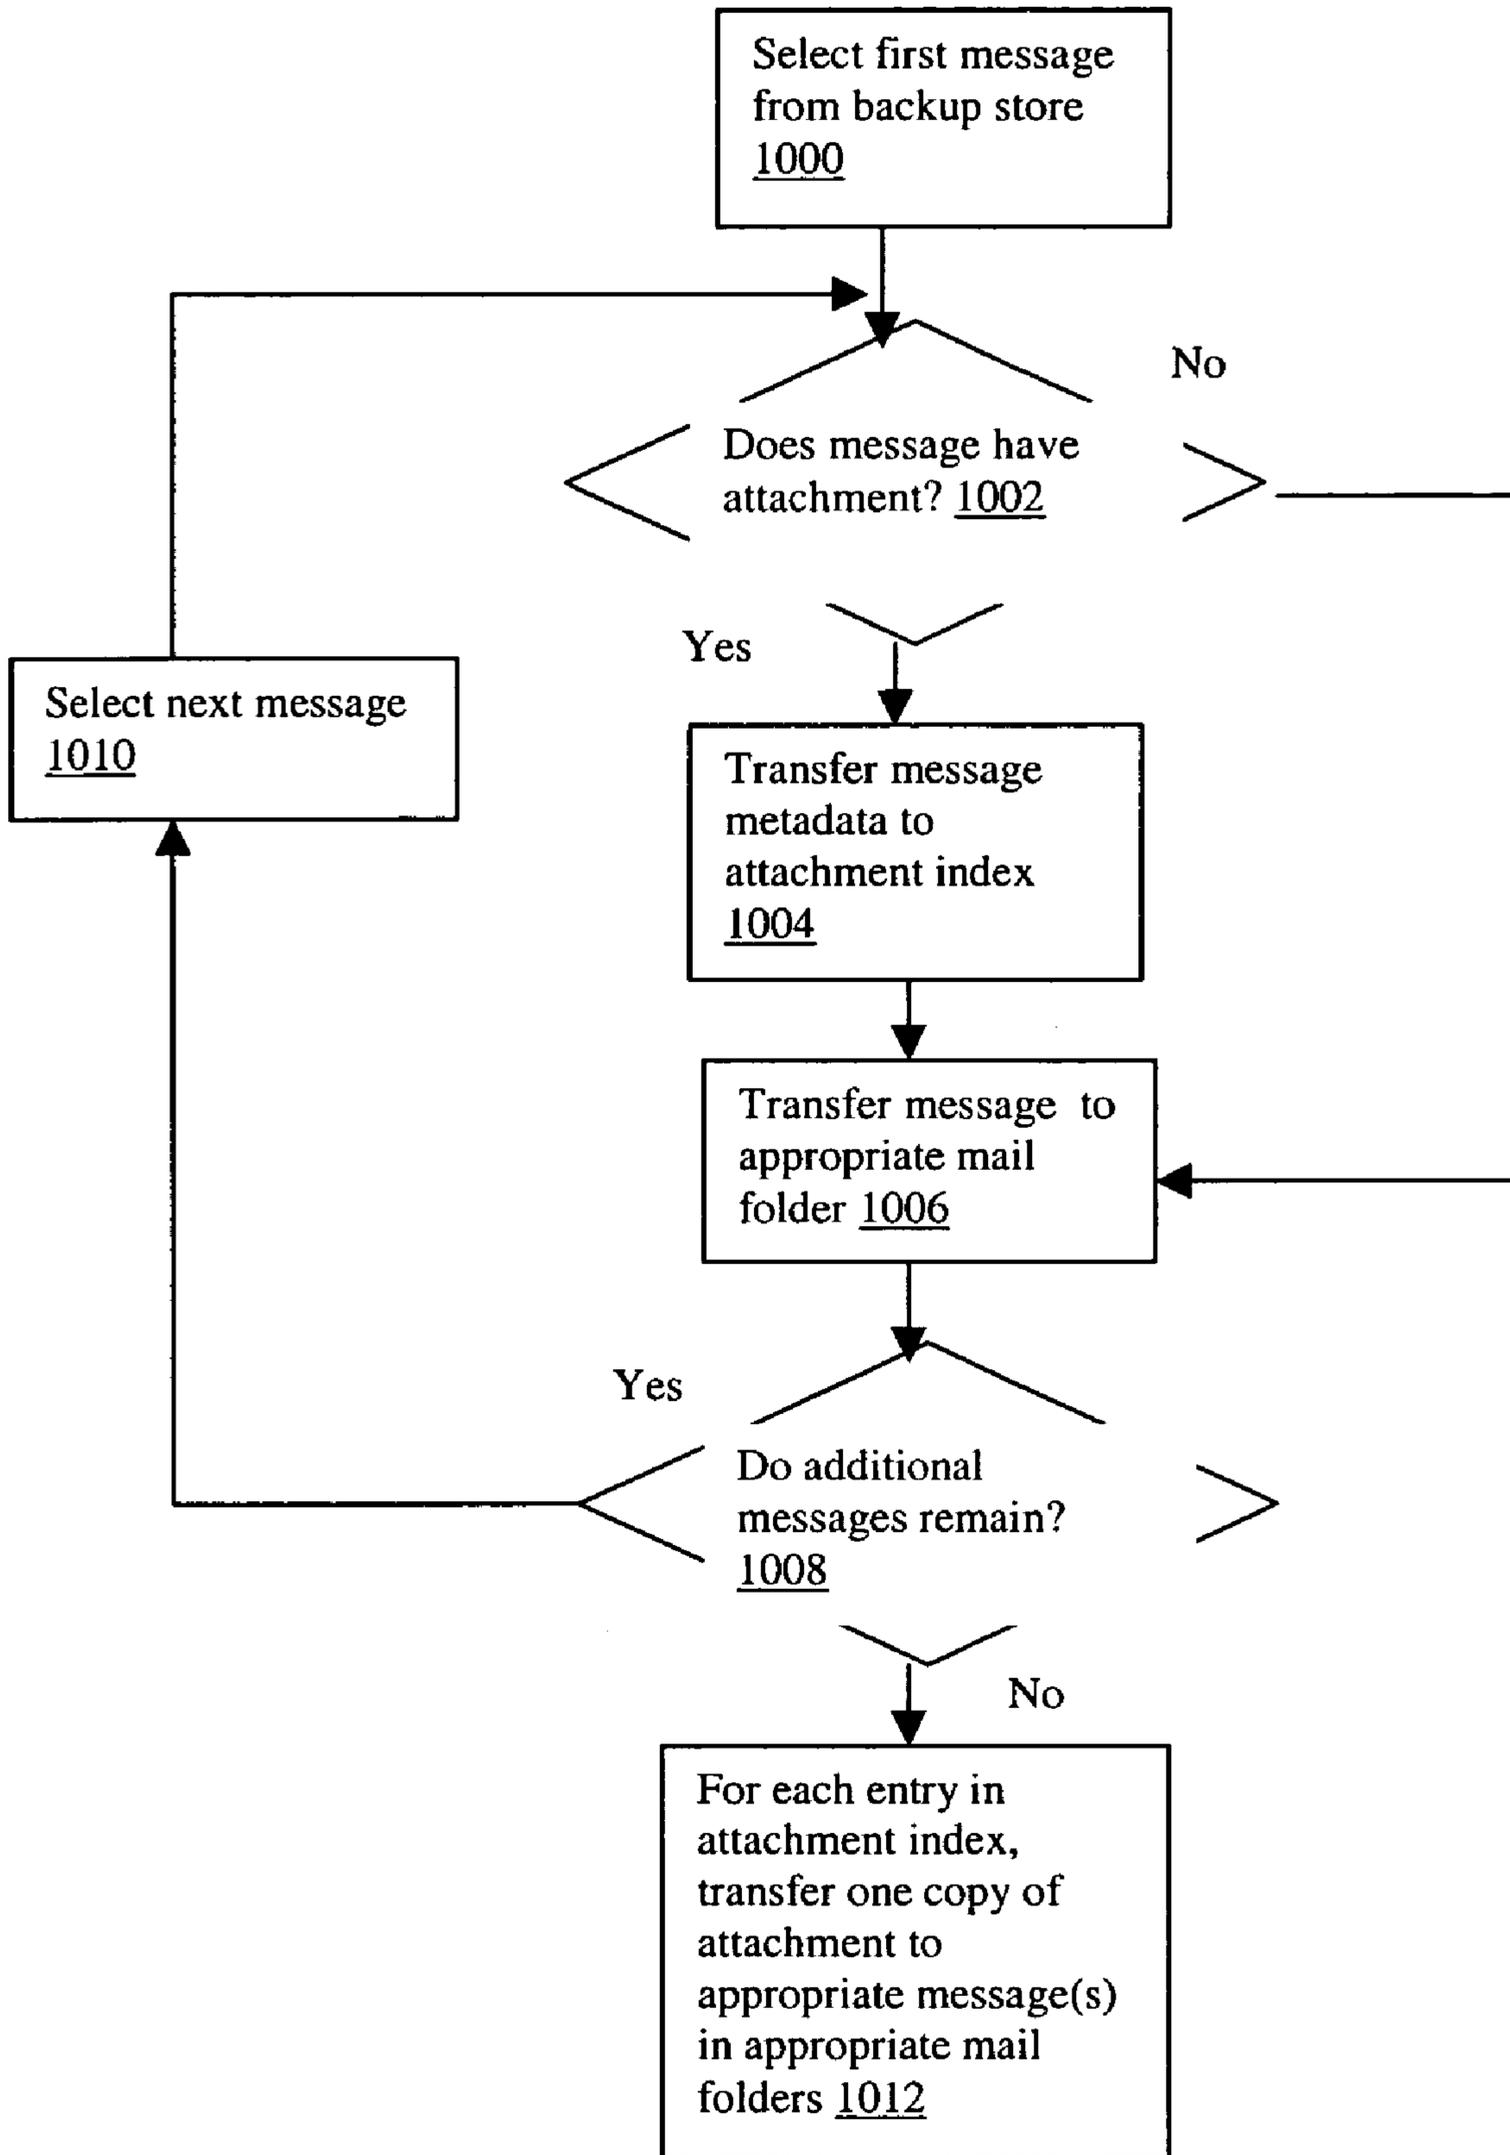 Select first message
from backup store
1000
No
Does message have
attachment? 1002
Yes
Select next message
1010
Transfer message
metadata to
attachment index
1004
Transfer message to
appropriate mail
folder 1006
Yes
Do additional
messages remain?
1008
No
For each entry in
attachment index,
transfer one copy of
attachment to
appropriate message(s)
in appropriate mail
folders 1012